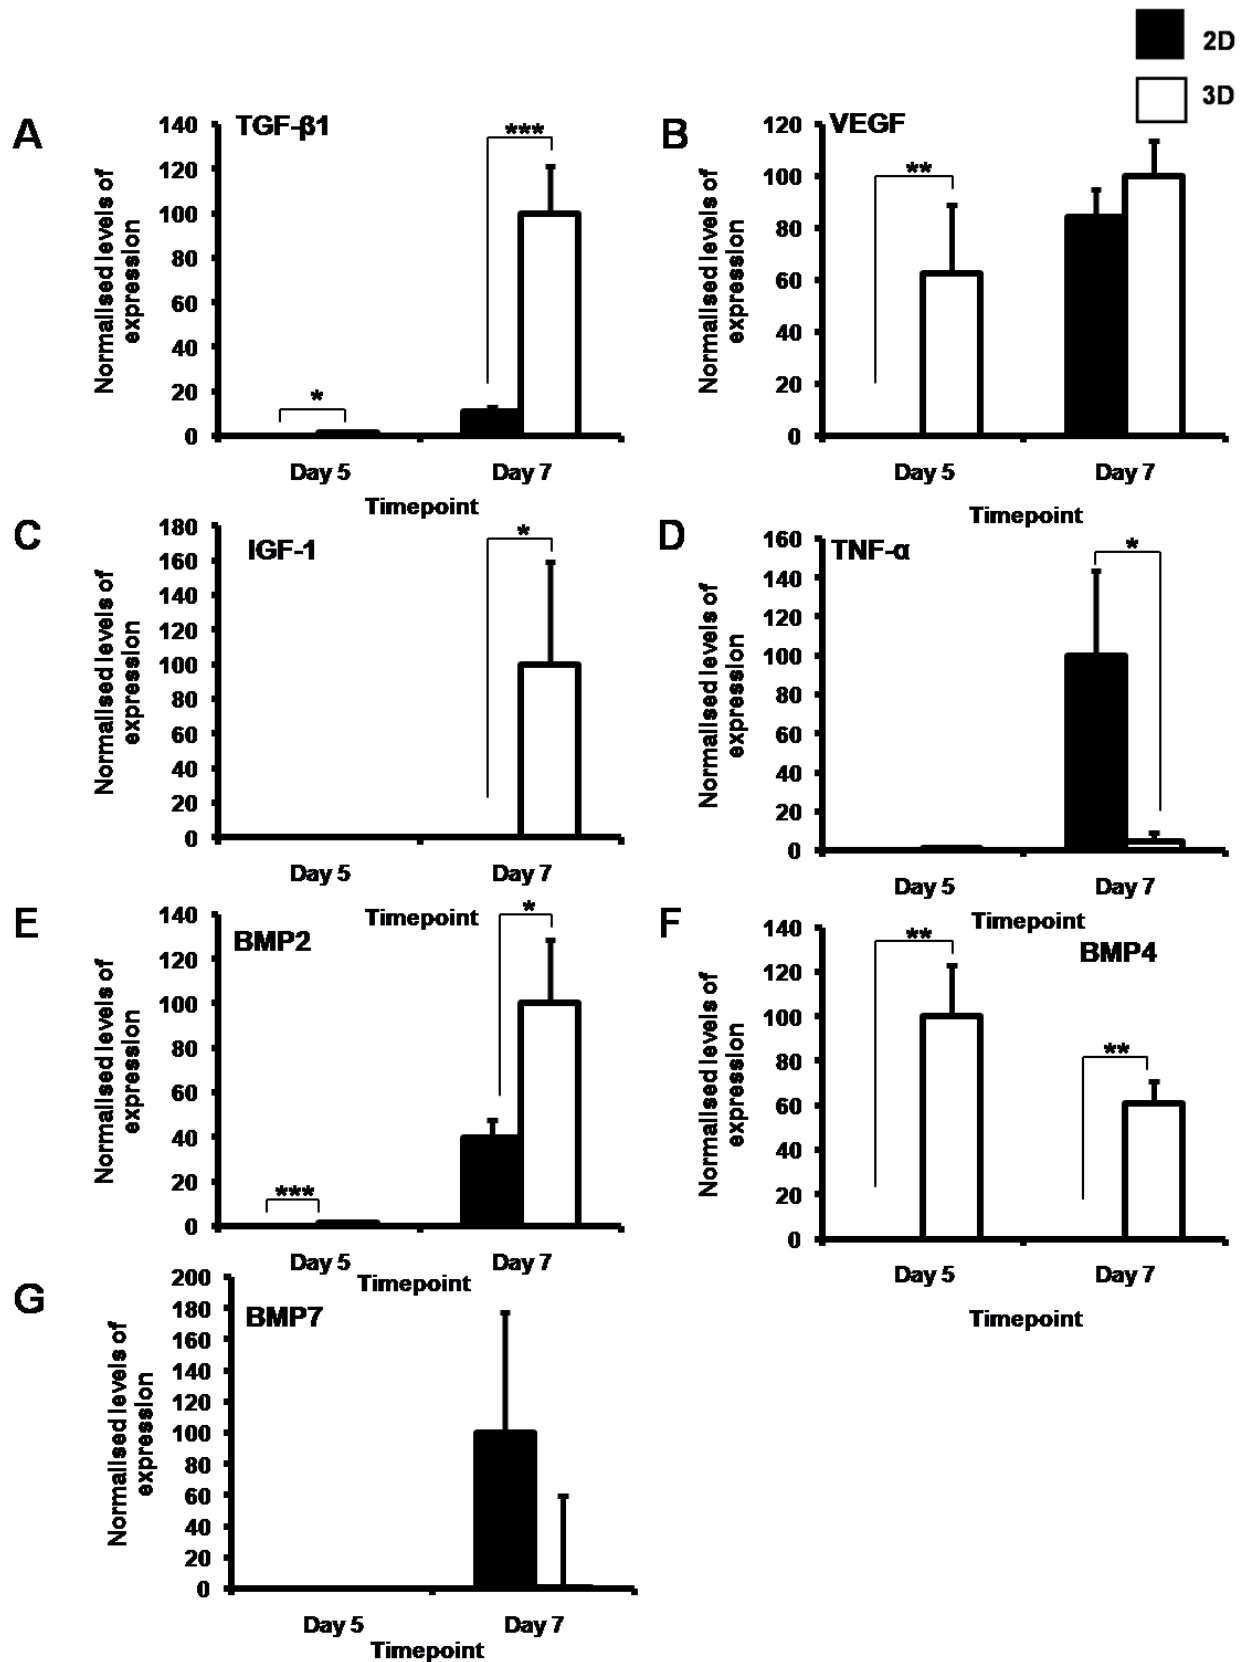 2D
3D
A
TGF-β1
Normalised levels of
expression
140
120
100
80
60
40
20
0
*
***
Day 5
Day 7
Timepoint
B
VEGF
Normalised levels of
expression
120
100
80
60
40
20
0
**
Day 5
Day 7
Timepoint
C
IGF-1
Normalised levels of
expression
180
160
140
120
100
80
60
40
20
0
*
Day 5
Day 7
Timepoint
D
TNF-α
Normalised levels of
expression
160
140
120
100
80
60
40
20
0
*
Day 5
Day 7
Timepoint
E
BMP2
Normalised levels of
expression
140
120
100
80
60
40
20
0
***
*
Day 5
Day 7
Timepoint
F
BMP4
Normalised levels of
expression
140
120
100
80
60
40
20
0
**
**
Day 5
Day 7
Timepoint
G
BMP7
Normalised levels of
expression
200
180
160
140
120
100
80
60
40
20
0
Day 5
Day 7
Timepoint